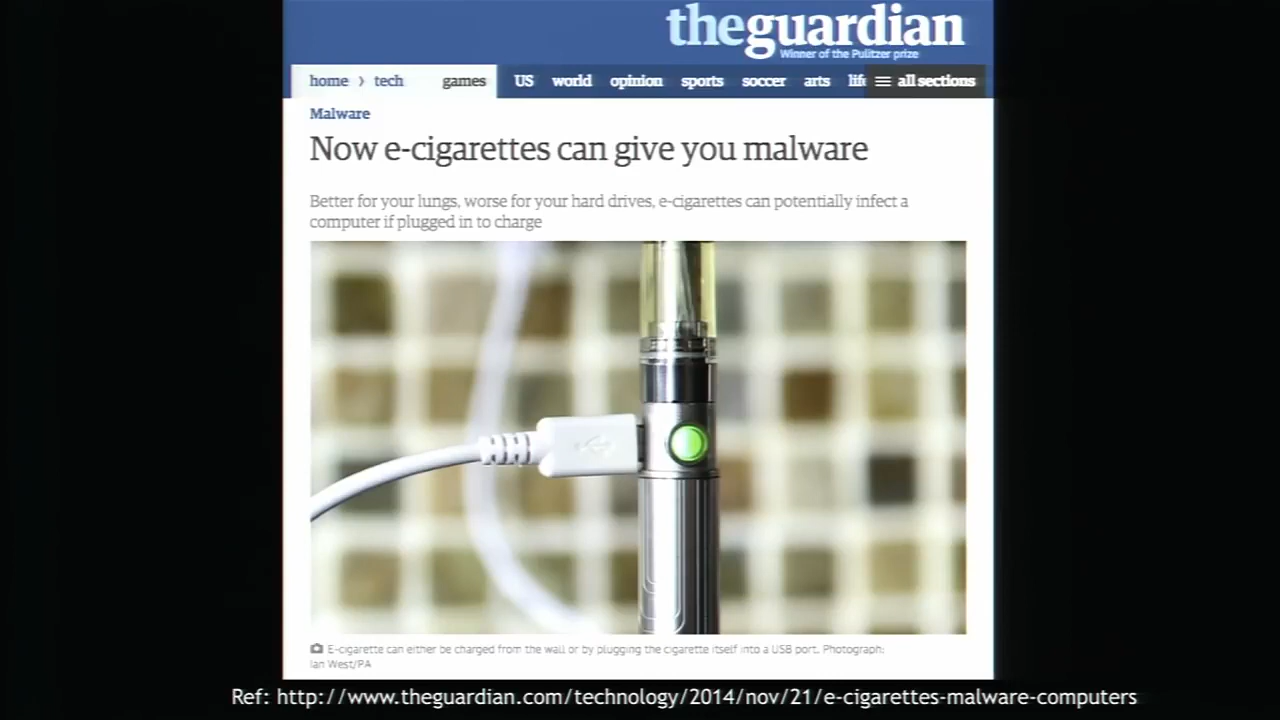 theguardian
Winner of the Pulitzer prize
home › tech games US world opinion sports soccer arts life ≡ all sections
Malware
Now e-cigarettes can give you malware
Better for your lungs, worse for your hard drives, e-cigarettes can potentially infect a
computer if plugged in to charge
E-cigarette can either be charged from the wall or by plugging the cigarette itself into a USB port. Photograph:
Ian West/PA
Ref: http://www.theguardian.com/technology/2014/nov/21/e-cigarettes-malware-computers